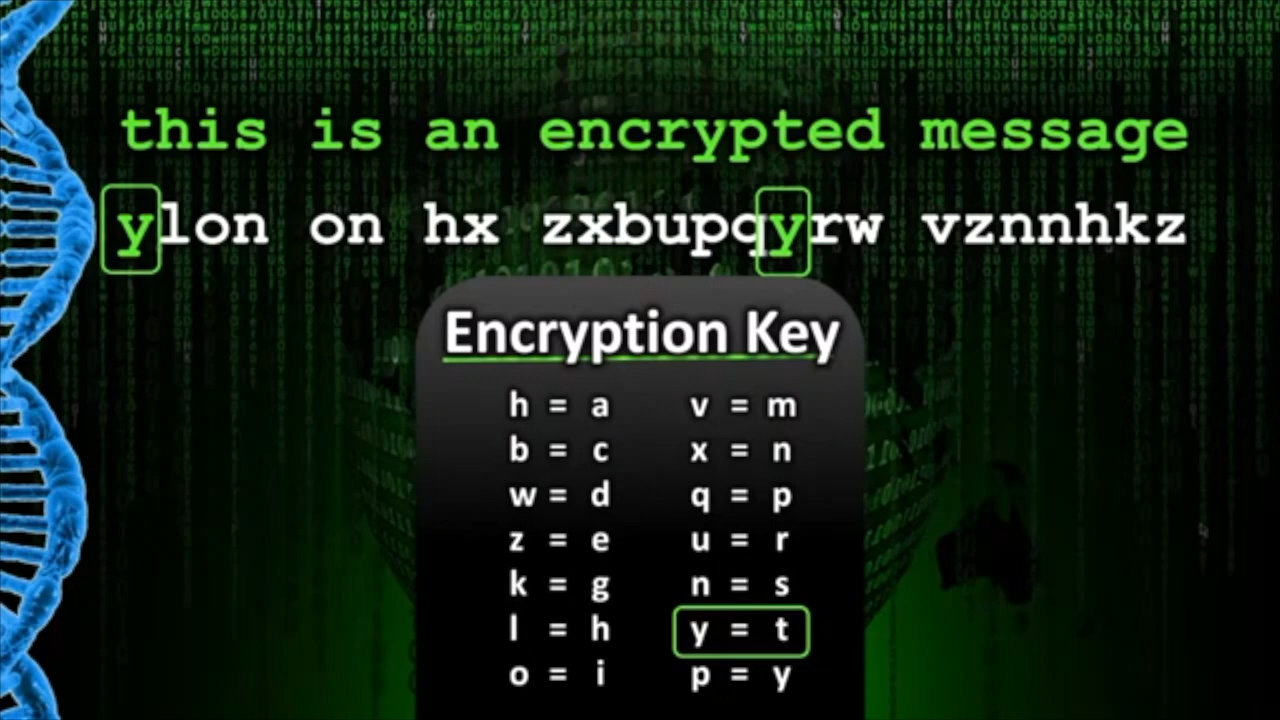 this is an encrypted message
ylon on hx zxbupqyrw vznnhkz
Encryption Key
h = a v = m
b = c x = n
w = d q = p
z = e u = r
k = g n = s
l = h y = t
o = i p = y